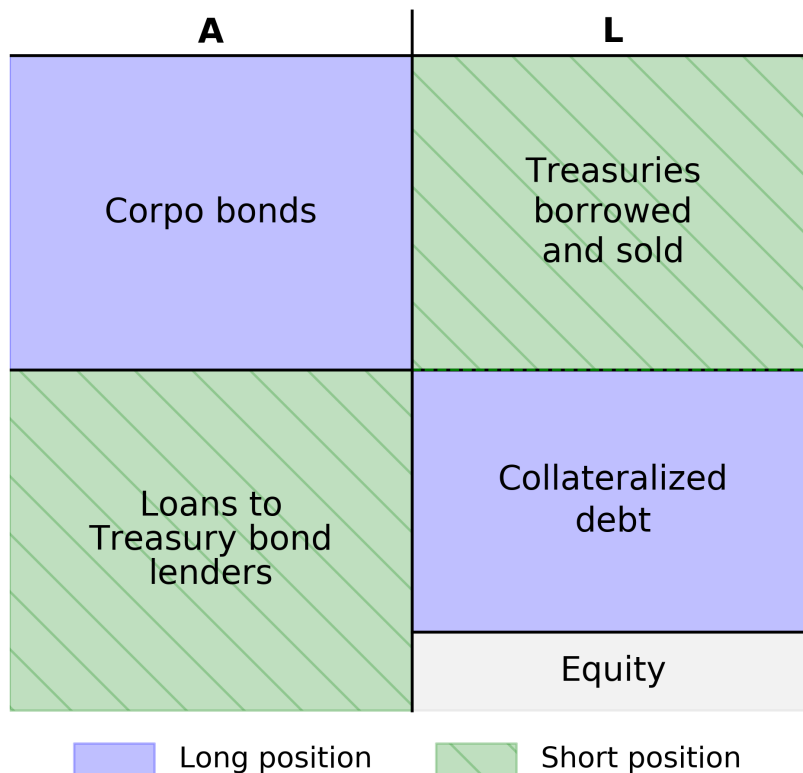 A
L
Corpo bonds
Treasuries
borrowed
and sold
Loans to
Treasury bond
lenders
Collateralized
debt
Equity
Long position
Short position